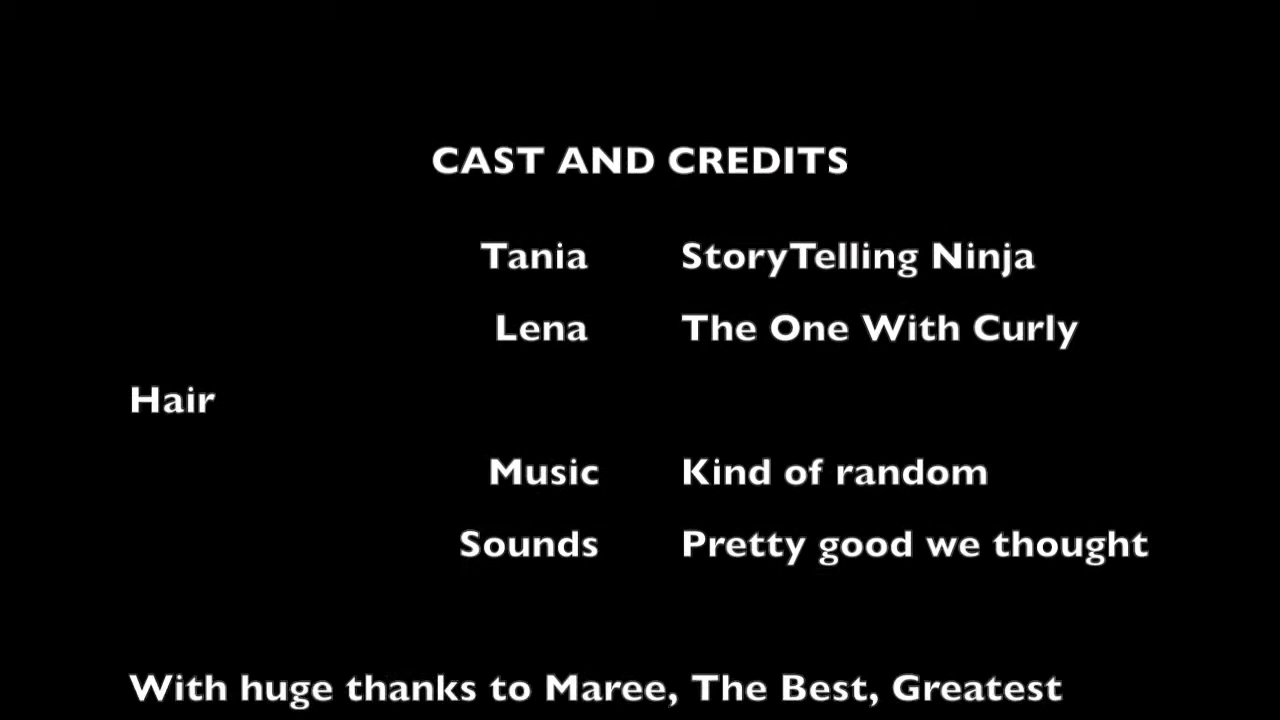 CAST AND CREDITS
Tania StoryTelling Ninja
Lena The One With Curly
Hair
Music Kind of random
Sounds Pretty good we thought
With huge thanks to Maree, The Best, Greatest